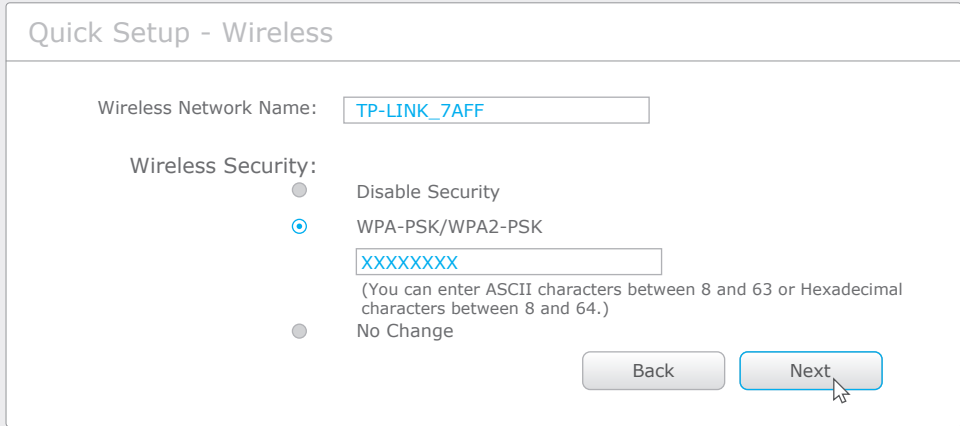 Quick Setup - Wireless
Wireless Network Name: TP-LINK_7AFF
Wireless Security:
Disable Security
WPA-PSK/WPA2-PSK
XXXXXXXX
(You can enter ASCII characters between 8 and 63 or Hexadecimal
characters between 8 and 64.)
No Change
Back Next